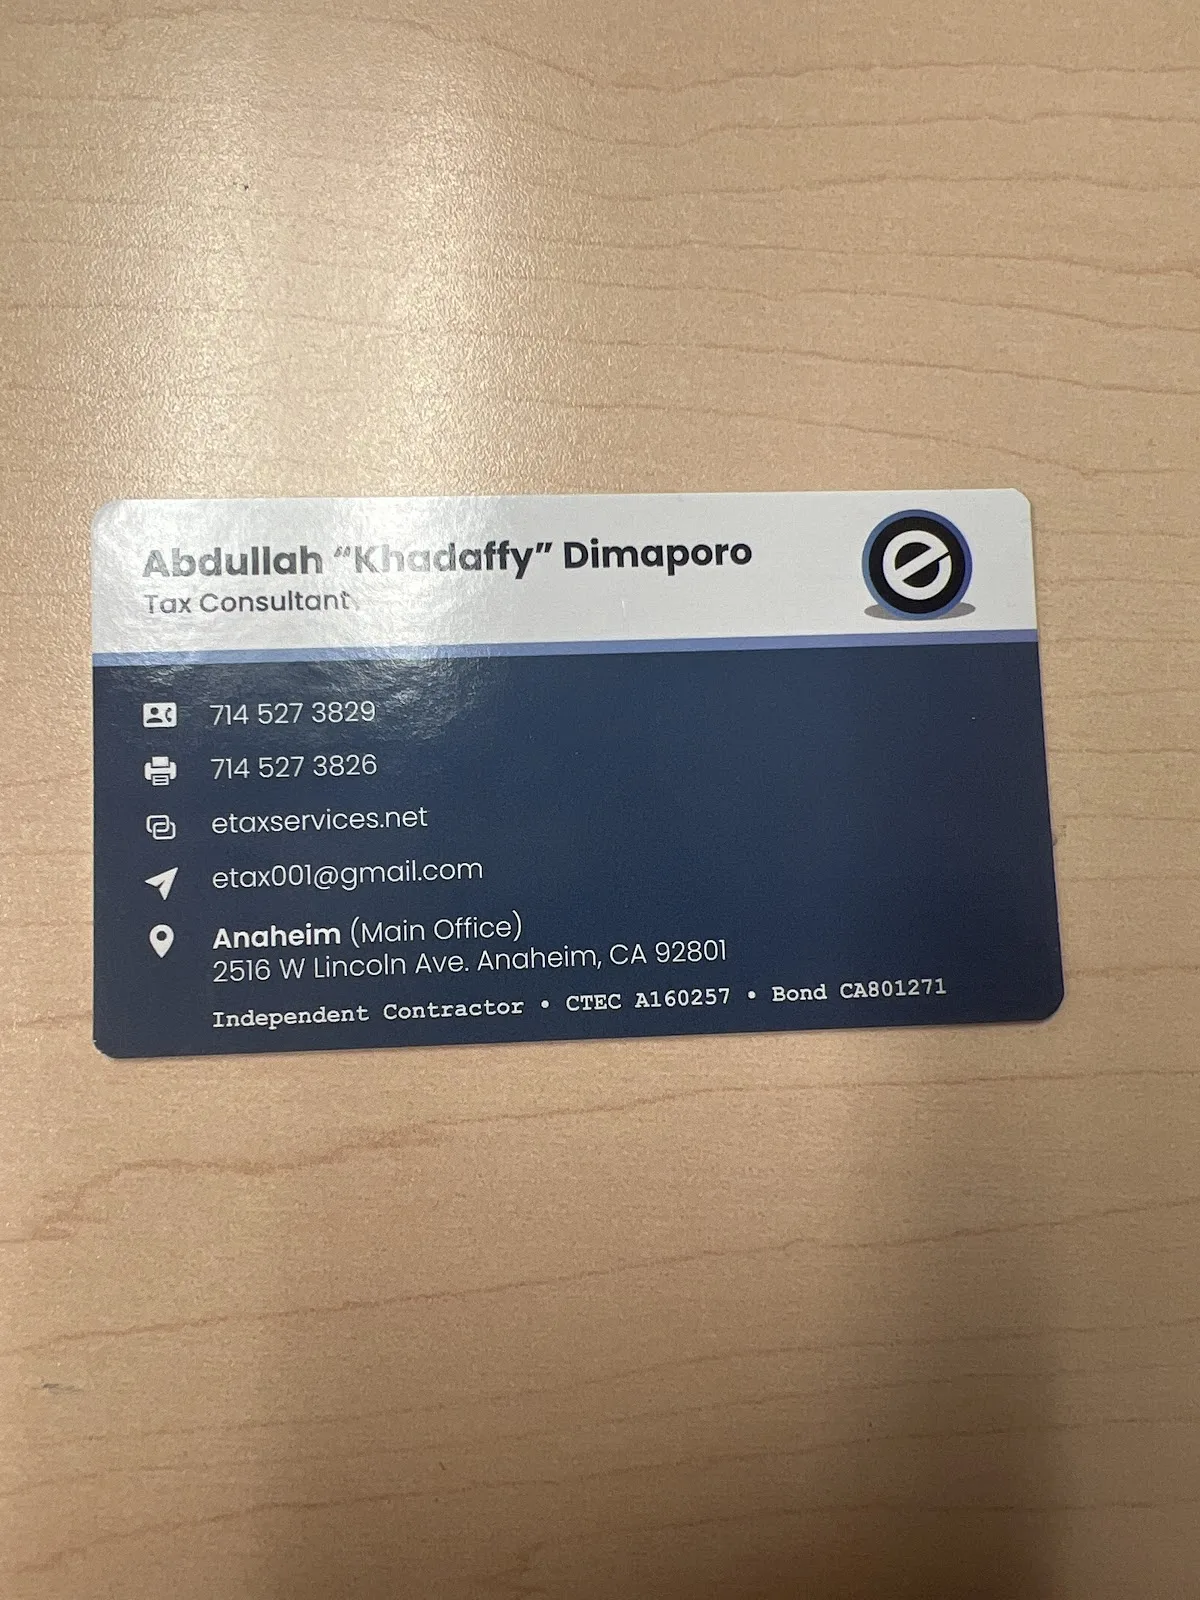 Abdullah “Khadaffy” Dimaporo
Tax Consultant
e
714 527 3829
714 527 3826
etaxservices.net
etax001@gmail.com
Anaheim (Main Office)
2516 W Lincoln Ave. Anaheim, CA 92801
Independent Contractor • CTEC A160257 • Bond CA801271